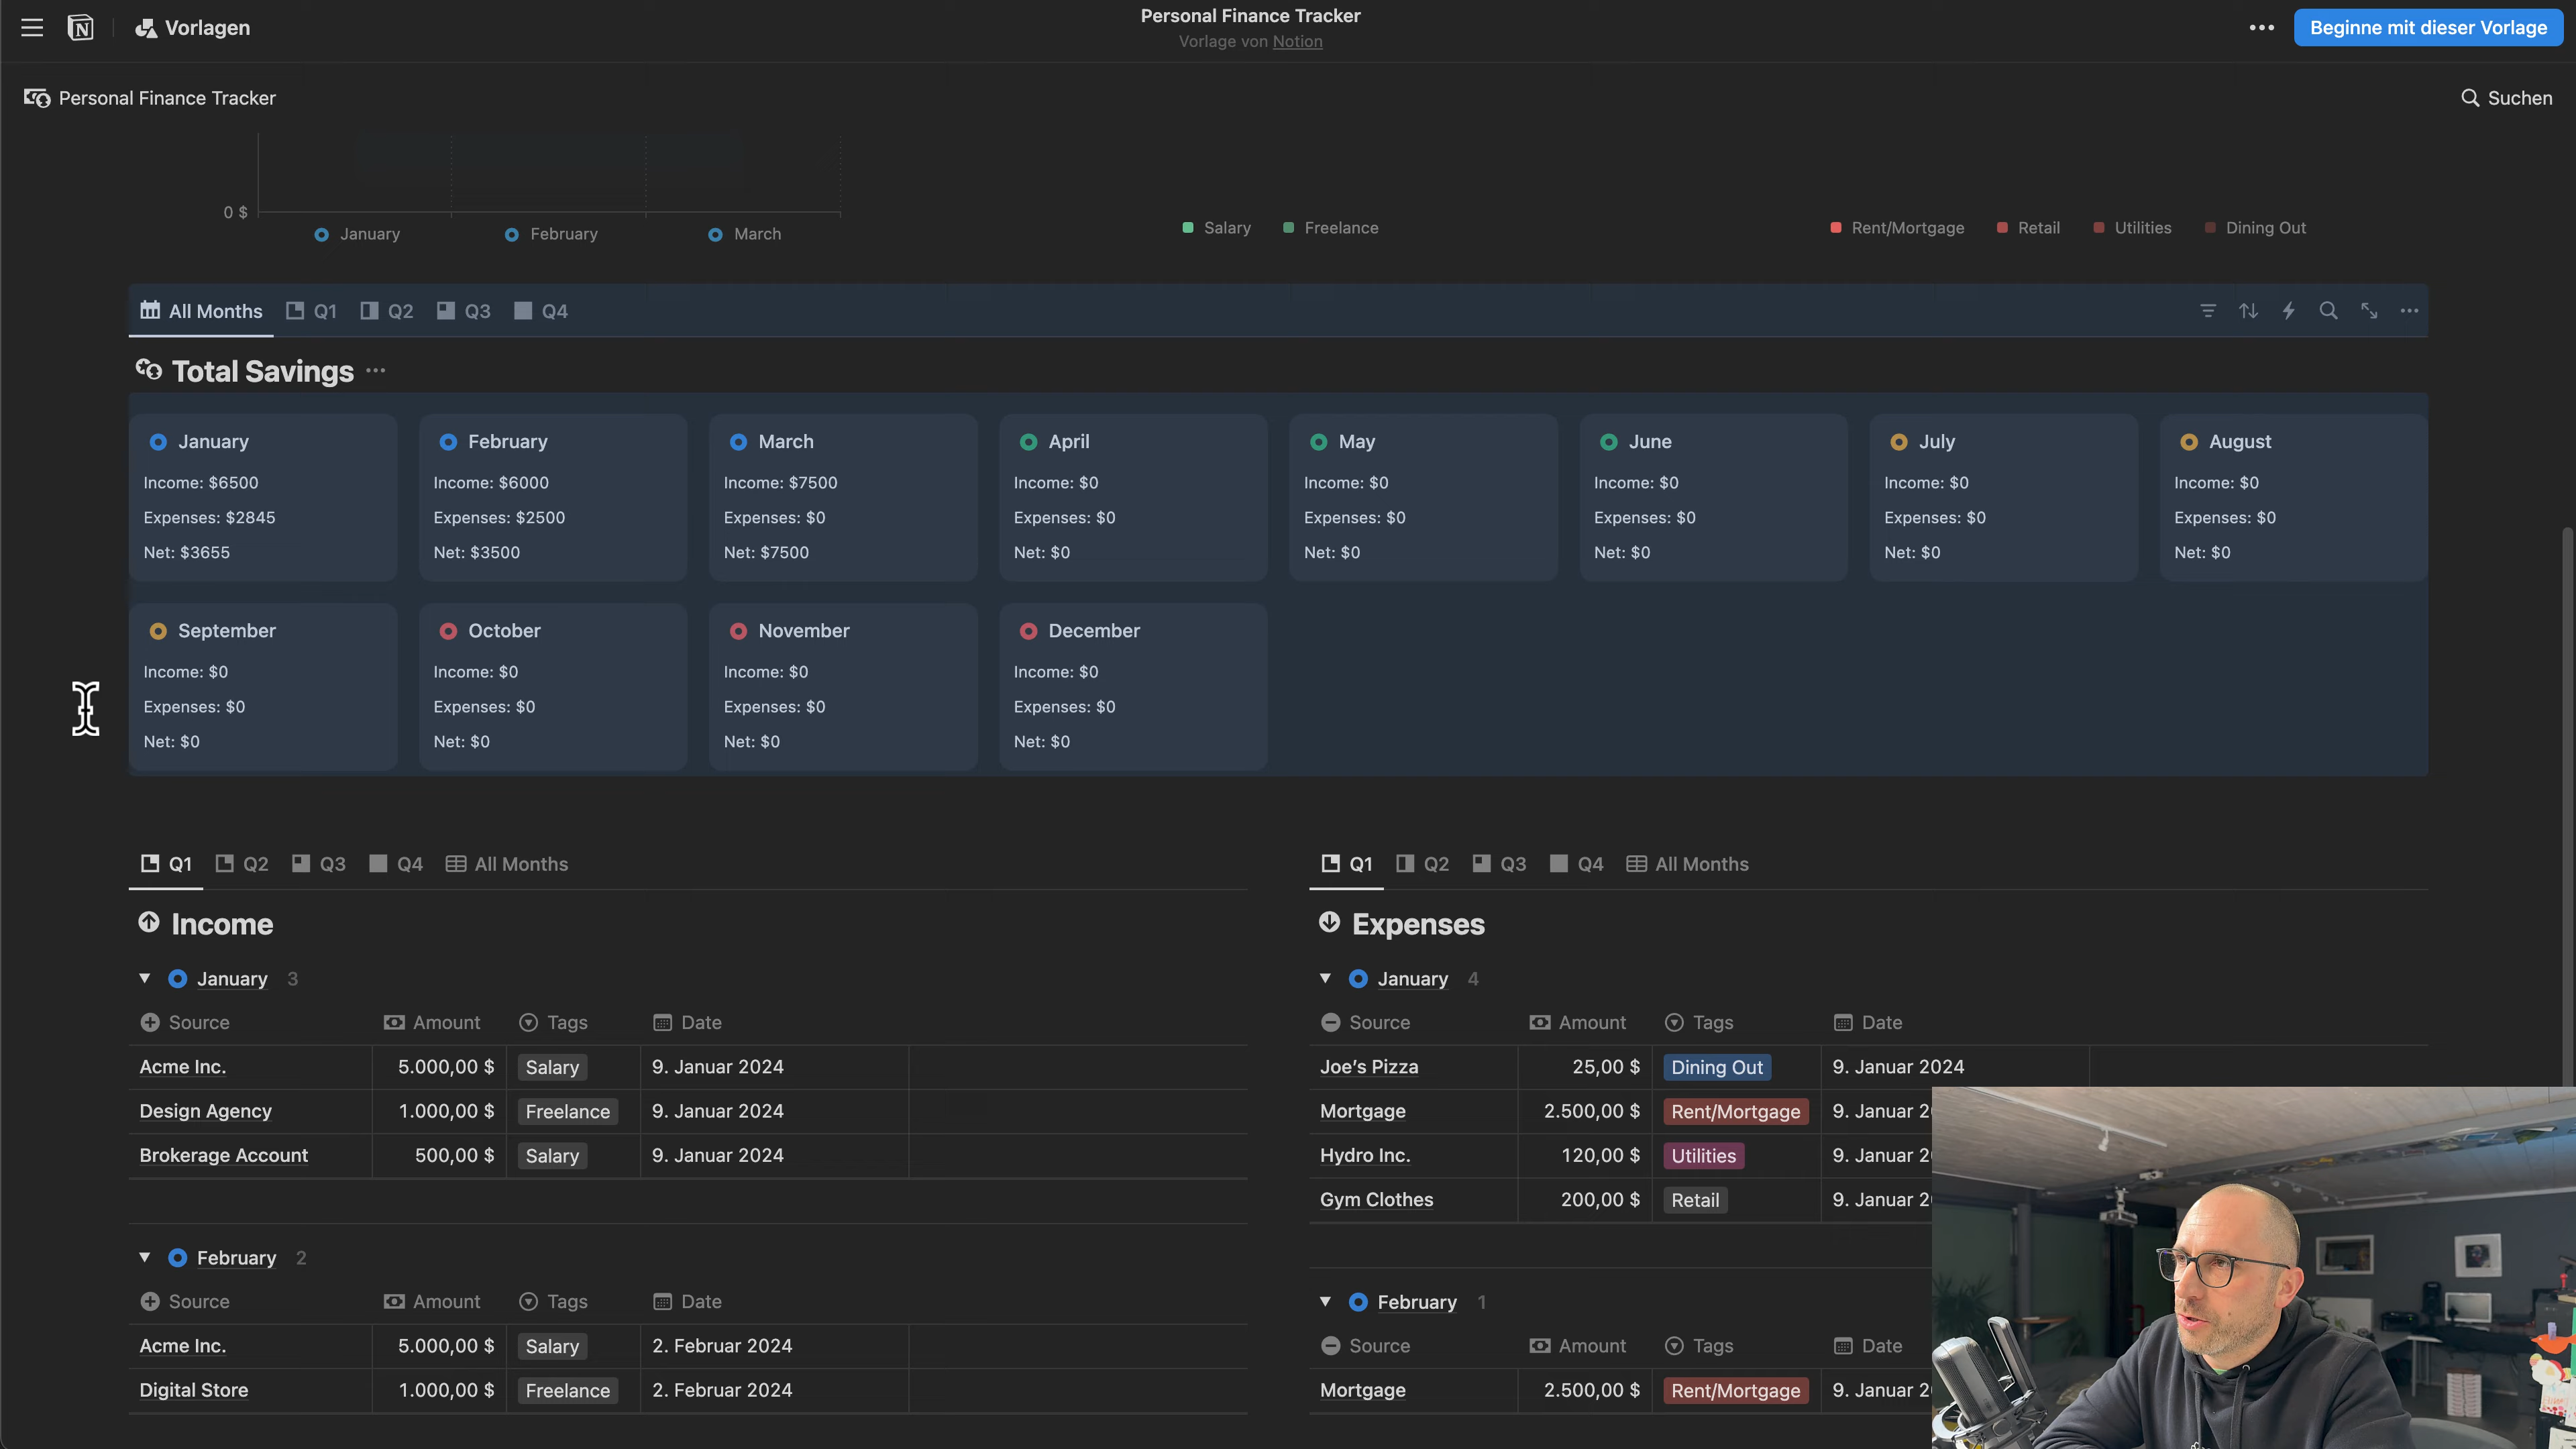 Vorlagen
Personal Finance Tracker
Vorlage von Notion
Beginne mit dieser Vorlage
Personal Finance Tracker
Suchen
0 $
January February March
Salary Freelance
Rent/Mortgage Retail Utilities Dining Out
All Months Q1 Q2 Q3 Q4
Total Savings
January
Income: $6500
Expenses: $2845
Net: $3655
February
Income: $6000
Expenses: $2500
Net: $3500
March
Income: $7500
Expenses: $0
Net: $7500
April
Income: $0
Expenses: $0
Net: $0
May
Income: $0
Expenses: $0
Net: $0
June
Income: $0
Expenses: $0
Net: $0
July
Income: $0
Expenses: $0
Net: $0
August
Income: $0
Expenses: $0
Net: $0
September
Income: $0
Expenses: $0
Net: $0
October
Income: $0
Expenses: $0
Net: $0
November
Income: $0
Expenses: $0
Net: $0
December
Income: $0
Expenses: $0
Net: $0
Q1 Q2 Q3 Q4 All Months
Income
January 3
Source Amount Tags Date
Acme Inc. 5.000,00 $ Salary 9. Januar 2024
Design Agency 1.000,00 $ Freelance 9. Januar 2024
Brokerage Account 500,00 $ Salary 9. Januar 2024
February 2
Source Amount Tags Date
Acme Inc. 5.000,00 $ Salary 2. Februar 2024
Digital Store 1.000,00 $ Freelance 2. Februar 2024
Q1 Q2 Q3 Q4 All Months
Expenses
January 4
Source Amount Tags Date
Joe’s Pizza 25,00 $ Dining Out 9. Januar 2024
Mortgage 2.500,00 $ Rent/Mortgage 9. Januar 2
Hydro Inc. 120,00 $ Utilities 9. Januar 2
Gym Clothes 200,00 $ Retail 9. Januar 2
February 1
Source Amount Tags Date
Mortgage 2.500,00 $ Rent/Mortgage 9. Januar 2